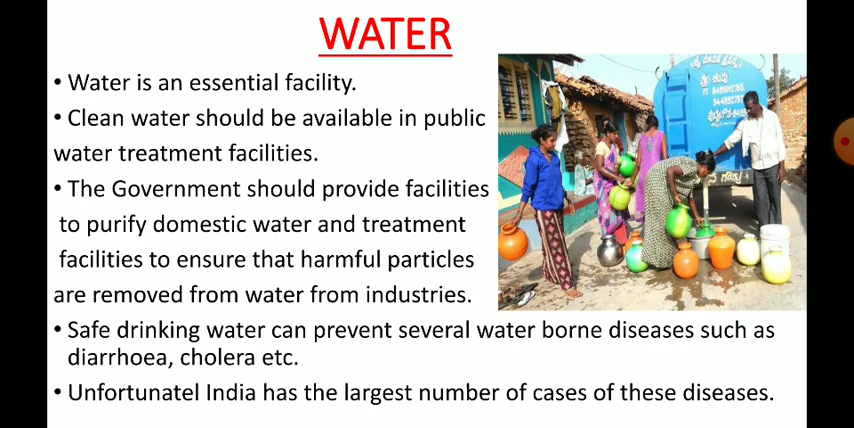 WATER
• Water is an essential facility.
• Clean water should be available in public
water treatment facilities.
• The Government should provide facilities
to purify domestic water and treatment
facilities to ensure that harmful particles
are removed from water from industries.
• Safe drinking water can prevent several water borne diseases such as
diarrhoea, cholera etc.
• Unfortunatel India has the largest number of cases of these diseases.